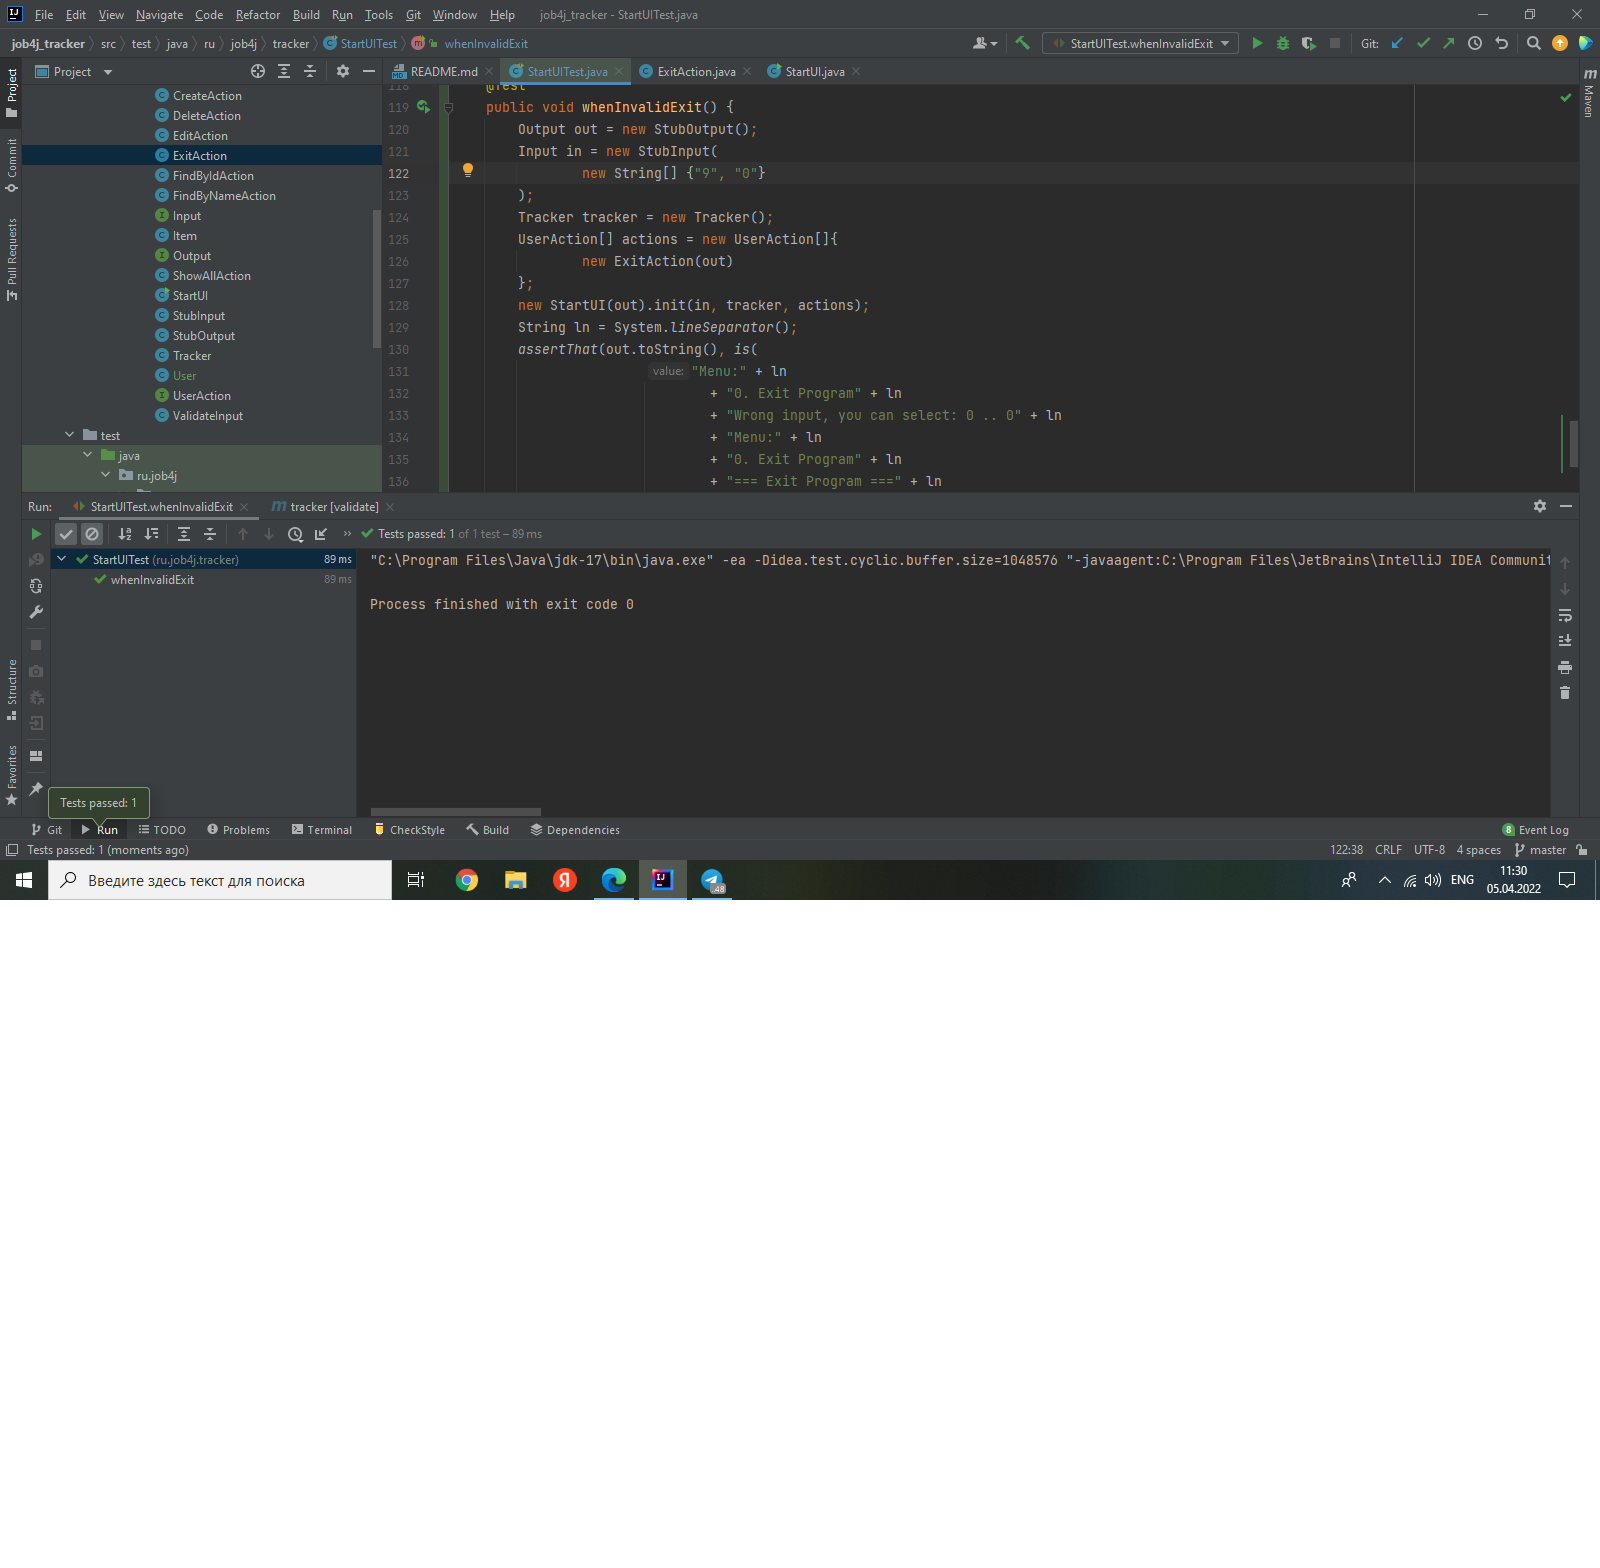 File Edit View Navigate Code Refactor Build Run Tools Git Window Help job4j_tracker - StartUITest.java
job4j_tracker src test java ru job4j tracker StartUITest whenInvalidExit StartUITest.whenInvalidExit Git:
Project
README.md StartUITest.java ExitAction.java StartUI.java
Project
Commit
Pull Requests
Structure
Favorites
Maven
CreateAction
DeleteAction
EditAction
ExitAction
FindByIdAction
FindByNameAction
Input
Item
Output
ShowAllAction
StartUI
StubInput
StubOutput
Tracker
User
UserAction
ValidateInput
test
java
ru.job4j
118 @Test
119 public void whenInvalidExit() {
120 Output out = new StubOutput();
121 Input in = new StubInput(
122 new String[] {"9", "0"}
123 );
124 Tracker tracker = new Tracker();
125 UserAction[] actions = new UserAction[]{
126 new ExitAction(out)
127 };
128 new StartUI(out).init(in, tracker, actions);
129 String ln = System.lineSeparator();
130 assertThat(out.toString(), is(
131 value: "Menu:" + ln
132 + "0. Exit Program" + ln
133 + "Wrong input, you can select: 0 .. 0" + ln
134 + "Menu:" + ln
135 + "0. Exit Program" + ln
136 + "=== Exit Program ===" + ln
Run: StartUITest.whenInvalidExit tracker [validate]
Tests passed: 1 of 1 test – 89 ms
StartUITest (ru.job4j.tracker) 89 ms
whenInvalidExit 89 ms
"C:\Program Files\Java\jdk-17\bin\java.exe" -ea -Didea.test.cyclic.buffer.size=1048576 "-javaagent:C:\Program Files\JetBrains\IntelliJ IDEA Communit
Process finished with exit code 0
Tests passed: 1
Git Run TODO Problems Terminal CheckStyle Build Dependencies 8 Event Log
Tests passed: 1 (moments ago) 122:38 CRLF UTF-8 4 spaces master
Введите здесь текст для поиска
48
ENG
11:30
05.04.2022